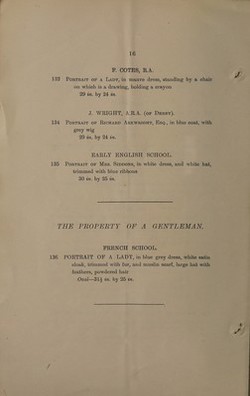 18
F. COTES, R.A.
133 PORTRAIT OF A LADY, in mauve dress, standing by a chair
on which is a drawing, holding a crayon
29 in. by 24 in.
J. WRIGHT, A.R.A. (OF DERBY).
134 PORTRAIT OF RICHARD ARKWRIGHT, ESQ., in blue coat, with
grey wig
29 in. by 24 in.
EARLY ENGLISH SCHOOL.
135 PORTRAIT OF MRS. SIDDONS, in white dress, and white hat,
trimmed with blue ribbons
30 in. by 25 in.
THE PROPERTY OF A GENTLEMAN.
FRENCH SCHOOL.
136 PORTRAIT OF A LADY, in blue grey dress, white satin
cloak, trimmed with fur, and muslin scarf, large hat with
feathers, powdered hair
Oval—31½ in. by 25 in.